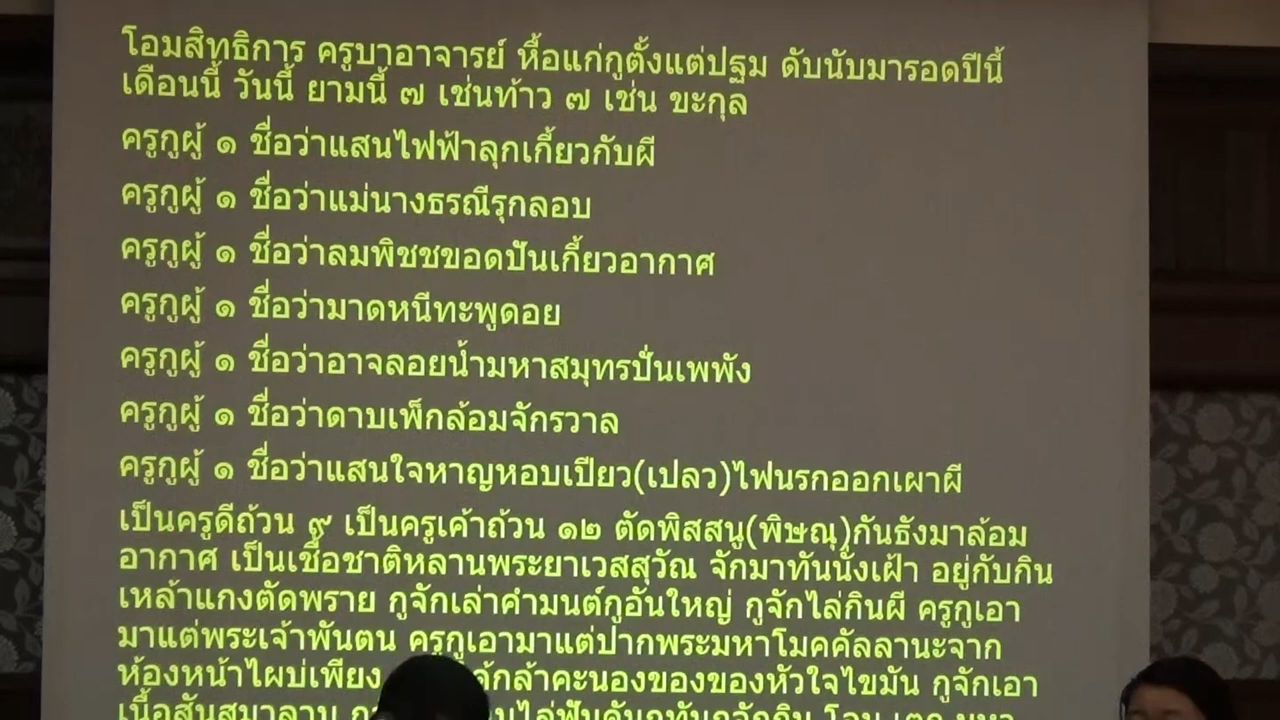 โอมสิทธิการ ครูบาอาจารย์ หื้อแก่กูตั้งแต่ปฐม ดับนับมารอดปีนี้
เดือนนี้ วันนี้ ยามนี้ ๗ เช่นท้าว ๗ เช่น ขะกุล
ครูกูผู้ ๑ ชื่อว่าแสนไฟฟ้าลุกเกี้ยวกับผี
ครูกูผู้ ๑ ชื่อว่าแม่นางธรณีรุกลอบ
ครูกูผู้ ๑ ชื่อว่าลมพิชชขอดปันเกี้ยวอากาศ
ครูกูผู้ ๑ ชื่อว่ามาดหนีทะพูดอย
ครูกูผู้ ๑ ชื่อว่าอาจลอยน้ำมหาสมุทรปั่นเพพัง
ครูกูผู้ ๑ ชื่อว่าดาบเพ็กล้อมจักรวาล
ครูกูผู้ ๑ ชื่อว่าแสนใจหาญหอบเปียว(เปลว)ไฟนรกออกเผาผี
เป็นครูดีถ้วน ๙ เป็นครูเค้าถ้วน ๑๒ ตัดพิสสนู(พิษณุ)กันธังมาล้อม
อากาศ เป็นเชื้อชาติหลานพระยาเวสสุวัณ จักมาทันนั่งเฝ้า อยู่กับกิน
เหล้าแกงตัดพราย กูจักเล่าคำมนต์กูอันใหญ่ กูจักไล่กินผี ครูกูเอา
มาแต่พระเจ้าพันตน ครูกูเอามาแต่ปากพระมหาโมคคัลลานะจาก
ห้องหน้าไผบ่เพียง กล้าคะนองของของหัวใจไขมัน กูจักเอา
เนื้อสันสมาลาบ